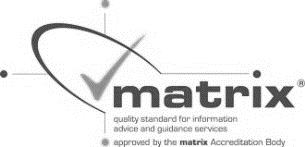 matrix®
quality standard for information
advice and guidance services
approved by the matrix Accreditation Body